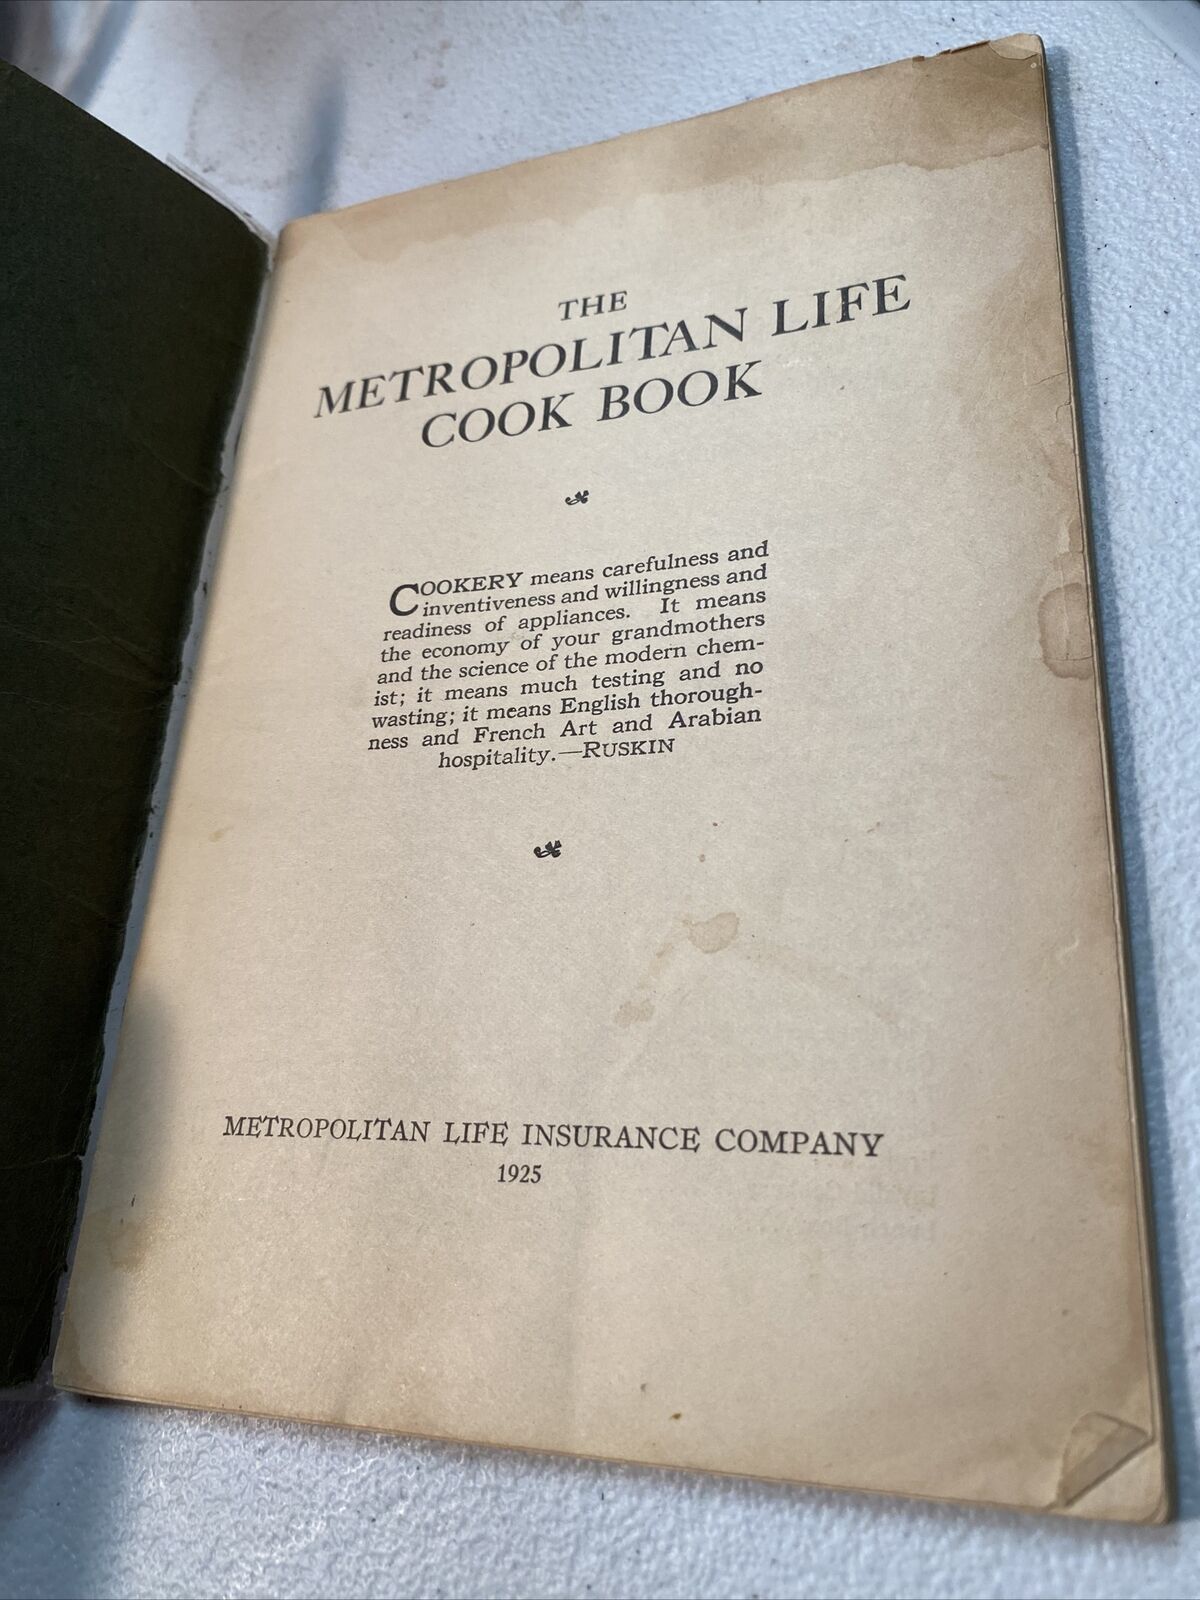 THE
METROPOLITAN LIFE
COOK BOOK
COOKERY means carefulness and
inventiveness and willingness and
readiness of appliances. It means
the economy of your grandmothers
and the science of the modern chem-
ist; it means much testing and no
wasting; it means English thorough-
ness and French Art and Arabian
hospitality.—RUSKIN
METROPOLITAN LIFE INSURANCE COMPANY
1925